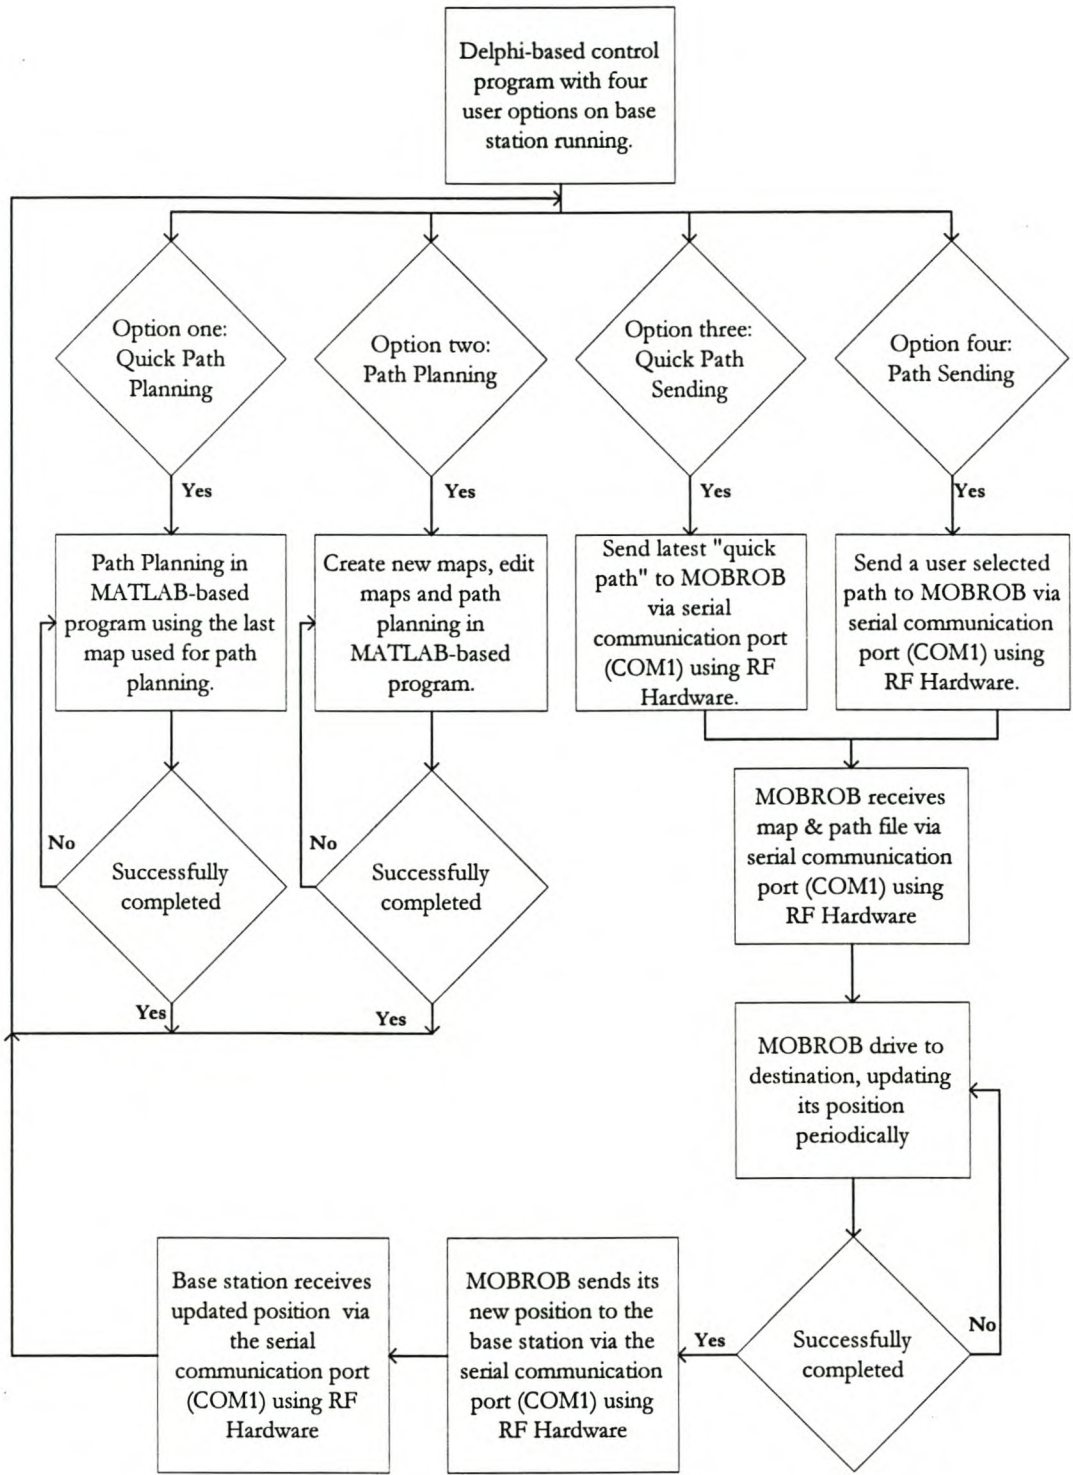 Delphi-based control
program with four
user options on base
station running.
Option one:
Quick Path
Planning
Option two:
Path Planning
Option three:
Quick Path
Sending
Option four:
Path Sending
Yes
Yes
Yes
Yes
Path Planning in
MATLAB-based
program using the last
map used for path
planning.
Create new maps, edit
maps and path
planning in
MATLAB-based
program.
Send latest "quick
path" to MOBROB
via serial
communication port
(COM1) using RF
Hardware.
Send a user selected
path to MOBROB via
serial communication
port (COM1) using
RF Hardware.
No
Successfully
completed
Yes
No
Successfully
completed
Yes
MOBROB receives
map & path file via
serial communication
port (COM1) using
RF Hardware
MOBROB drive to
destination, updating
its position
periodically
Successfully
completed
No
Yes
MOBROB sends its
new position to the
base station via the
serial communication
port (COM1) using
RF Hardware
Base station receives
updated position via
the serial
communication port
(COM1) using RF
Hardware